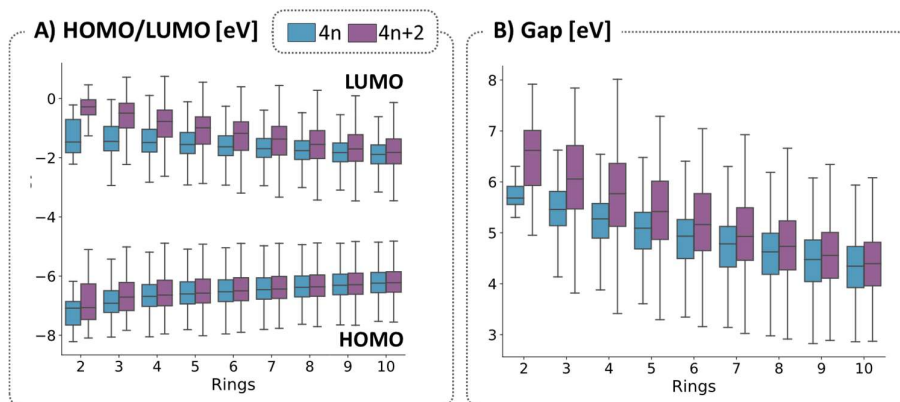 A) HOMO/LUMO [eV]
4n 4n+2
B) Gap [eV]
LUMO
HOMO
0
−2
−4
−6
−8
2 3 4 5 6 7 8 9 10
Rings
8
7
6
5
4
3
2 3 4 5 6 7 8 9 10
Rings